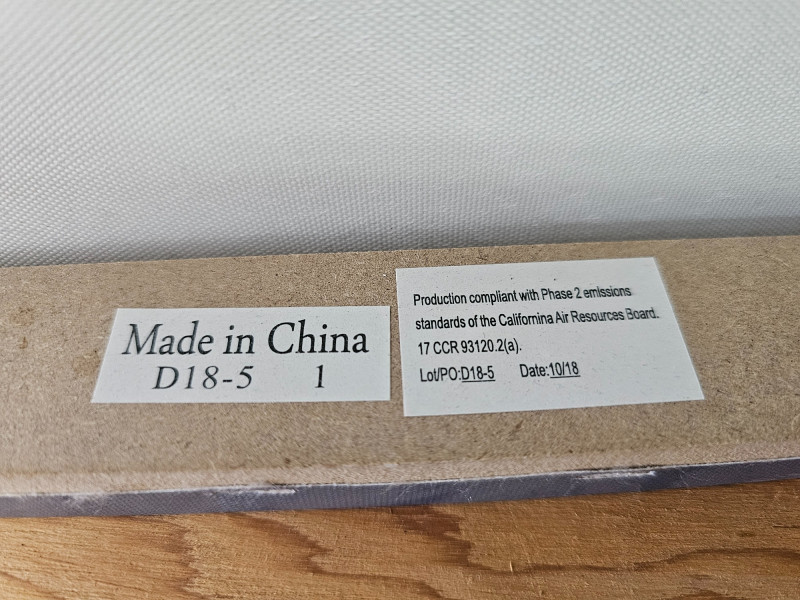 Made in China
D18-5 1
Production compliant with Phase 2 emissions
standards of the Californina Air Resources Board.
17 CCR 93120.2(a).
Lot/PO:D18-5 Date:10/18